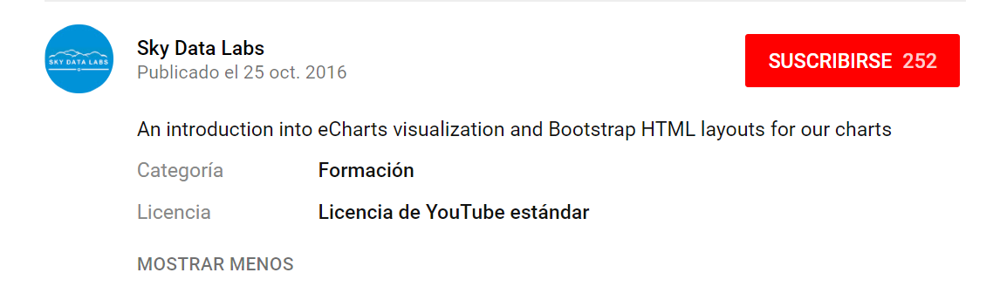 SKY DATA LABS
Sky Data Labs
Publicado el 25 oct. 2016
SUSCRIBIRSE 252
An introduction into eCharts visualization and Bootstrap HTML layouts for our charts
Categoría Formación
Licencia Licencia de YouTube estándar
MOSTRAR MENOS